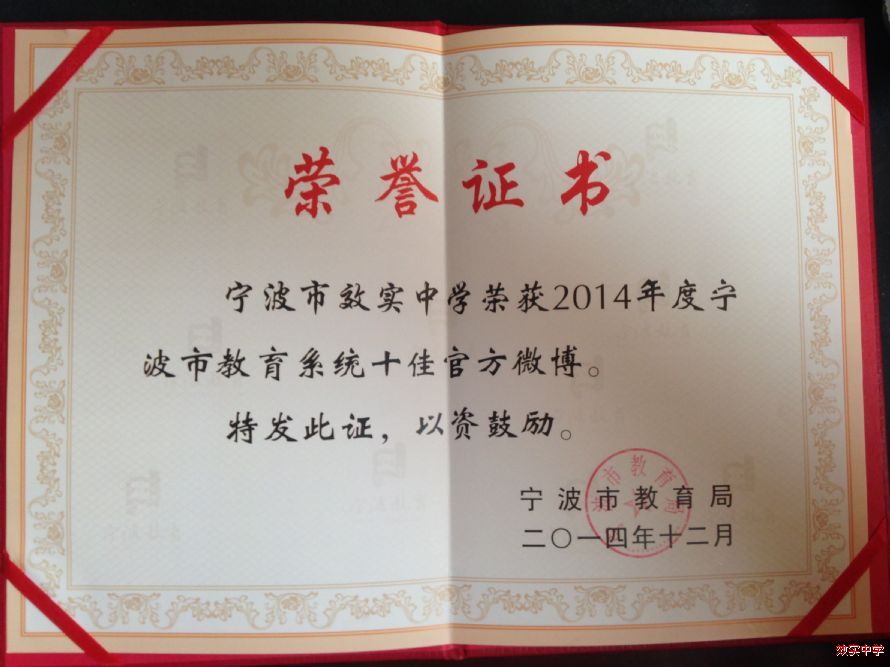 荣誉证书
宁波市效实中学荣获2014年度宁
波市教育系统十佳官方微博。
特发此证，以资鼓励。
宁波市教育局
二〇一四年十二月
效实中学